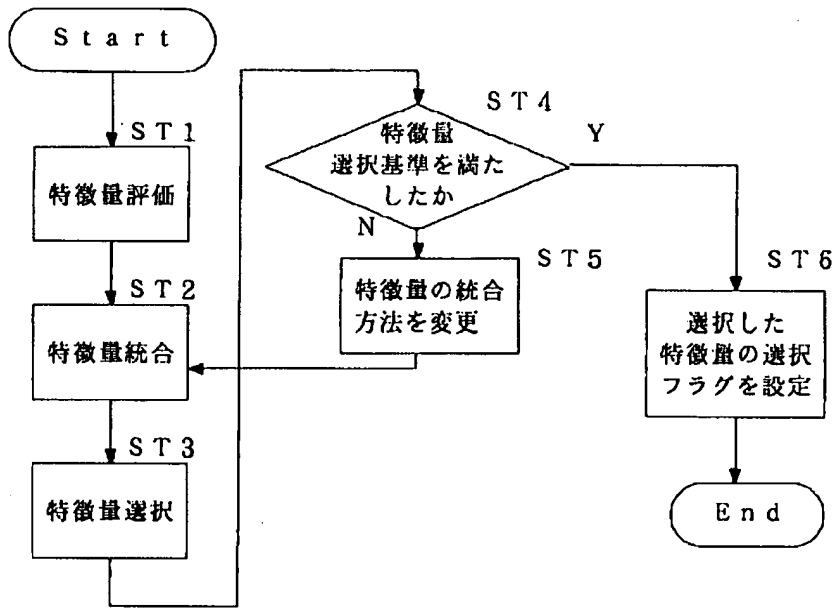 Start
ST1
特徴量評価
ST2
特徴量統合
ST3
特徴量選択
ST4
特徴量
選択基準を満た
したか
Y
N
ST5
特徴量の統合
方法を変更
ST6
選択した
特徴量の選択
フラグを設定
End